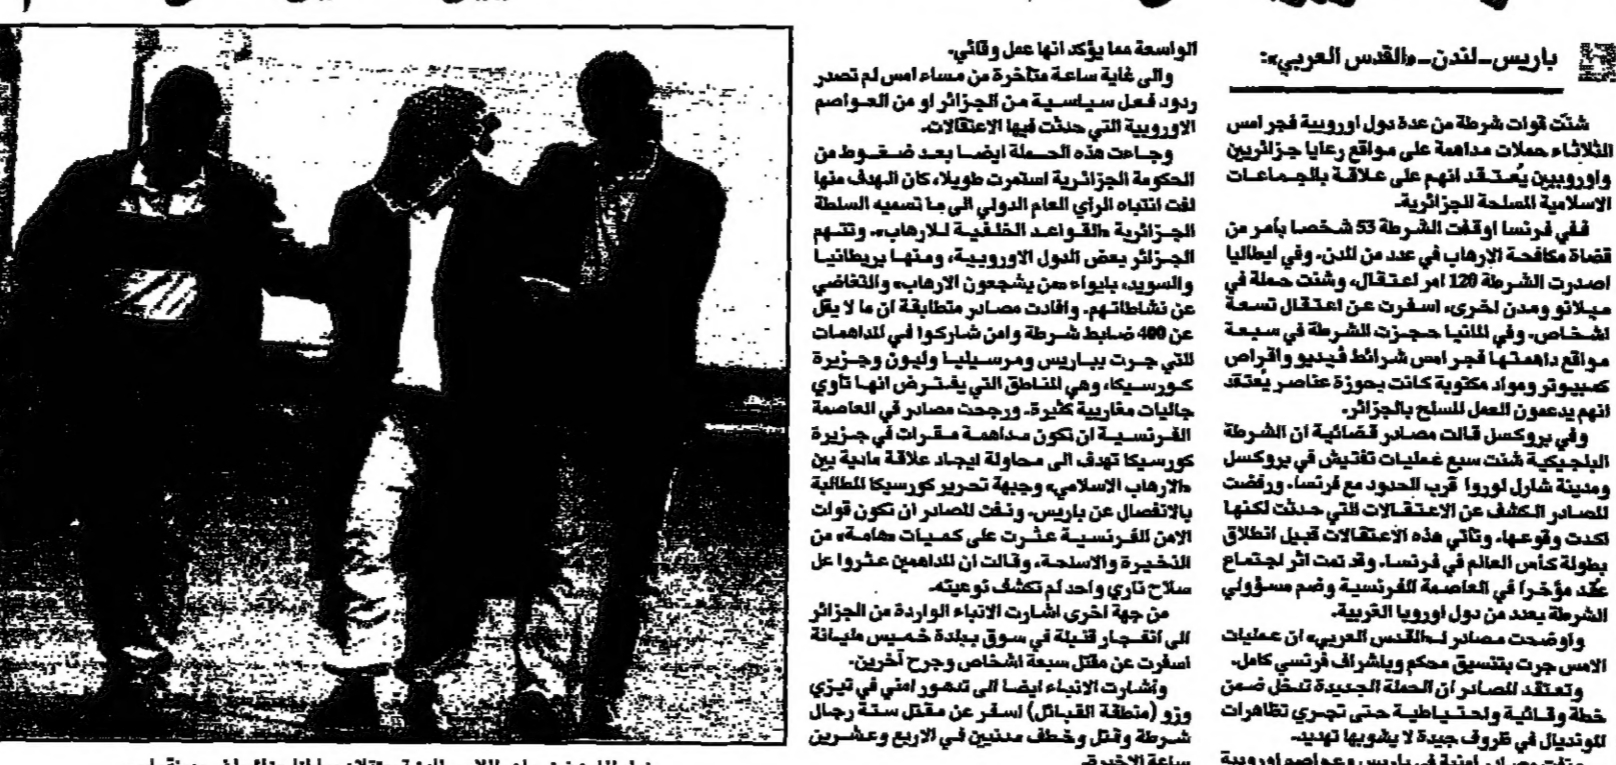 باريس ـ لندن ـ «القدس العربي»:
شنّت قوات شرطة من عدة دول اوروبية فجر امس
الثلاثاء حملات مداهمة على مواقع رعايا جزائريين
واوروبيين يُعتقد انهم على علاقة بالجماعات
الاسلامية المسلحة الجزائرية.
ففي فرنسا اوقفت الشرطة 53 شخصا بأمر من
قضاة مكافحة الإرهاب في عدد من المدن. وفي ايطاليا
اصدرت الشرطة 120 امر اعتقال، وشنت حملة في
ميلانو ومدن اخرى، اسفرت عن اعتقال تسعة
اشخاص. وفي المانيا حجزت الشرطة في سبعة
مواقع داهمتها فجر امس شرائط فيديو واقراص
كمبيوتر ومواد مكتوبة كانت بحوزة عناصر يُعتقد
انهم يدعمون العمل المسلح بالجزائر.
وفي بروكسل قالت مصادر قضائية ان الشرطة
البلجيكية شنت سبع عمليات تفتيش في بروكسل
ومدينة شارل لوروا قرب الحدود مع فرنسا. ورفضت
المصادر الكشف عن الاعتقالات التي حدثت لكنها
اكدت وقوعها. وتأتي هذه الاعتقالات قبيل انطلاق
بطولة كأس العالم في فرنسا. وقد تمت اثر اجتماع
عُقد مؤخراً في العاصمة الفرنسية وضم مسؤولي
الشرطة بعدد من دول اوروبا الغربية.
واوضحت مصادر لـ«القدس العربي» ان عمليات
الامس جرت بتنسيق محكم وباشراف فرنسي كامل.
وتعتقد المصادر ان الحملة الجديدة تدخل ضمن
خطة وقائية واحتياطية حتى تجري تظاهرات
المونديال في ظروف جيدة لا يشوبها تهديد.
مصادر امنية في باريس وعواصم اوروبية
الواسعة مما يؤكد انها عمل وقائي.
والى غاية ساعة متأخرة من مساء امس لم تصدر
ردود فعل سياسية من الجزائر او من العواصم
الاوروبية التي حدثت فيها الاعتقالات.
وجاءت هذه الحملة ايضا بعد ضغوط من
الحكومة الجزائرية استمرت طويلا، كان الهدف منها
لفت انتباه الرأي العام الدولي الى ما تسميه السلطة
الجزائرية «القواعد الخلفية للارهاب». وتتهم
الجزائر بعض الدول الاوروبية، ومنها بريطانيا
والسويد، بايواء «من يشجعون الارهاب» والتغاضي
عن نشاطاتهم. وافادت مصادر متطابقة ان ما لا يقل
عن 400 ضابط شرطة وامن شاركوا في المداهمات
التي جرت بباريس ومرسيليا وليون وجزيرة
كورسيكا، وهي المناطق التي يفترض انها تأوي
جاليات مغاربية كثيرة. ورجحت مصادر في العاصمة
الفرنسية ان تكون مداهمة مقرات في جزيرة
كورسيكا تهدف الى محاولة ايجاد علاقة مادية بين
«الارهاب الاسلامي» وجبهة تحرير كورسيكا المطالبة
بالانفصال عن باريس. ونفت المصادر ان تكون قوات
الامن الفرنسية عثرت على كميات «هامة» من
الذخيرة والاسلحة، وقالت ان المداهمين عثروا عل
سلاح ناري واحد لم تكشف نوعيته.
من جهة اخرى اشارت الانباء الواردة من الجزائر
الى انفجار قنبلة في سوق ببلدة خميس مليانة
اسفرت عن مقتل سبعة اشخاص وجرح آخرين.
وأشارت الانباء ايضا الى تدهور امني في تيزي
وزو (منطقة القبائل) اسفر عن مقتل ستة رجال
شرطة وقتل وخطف مدنيين في الاربع وعشرين
ساعة الاخيرة.